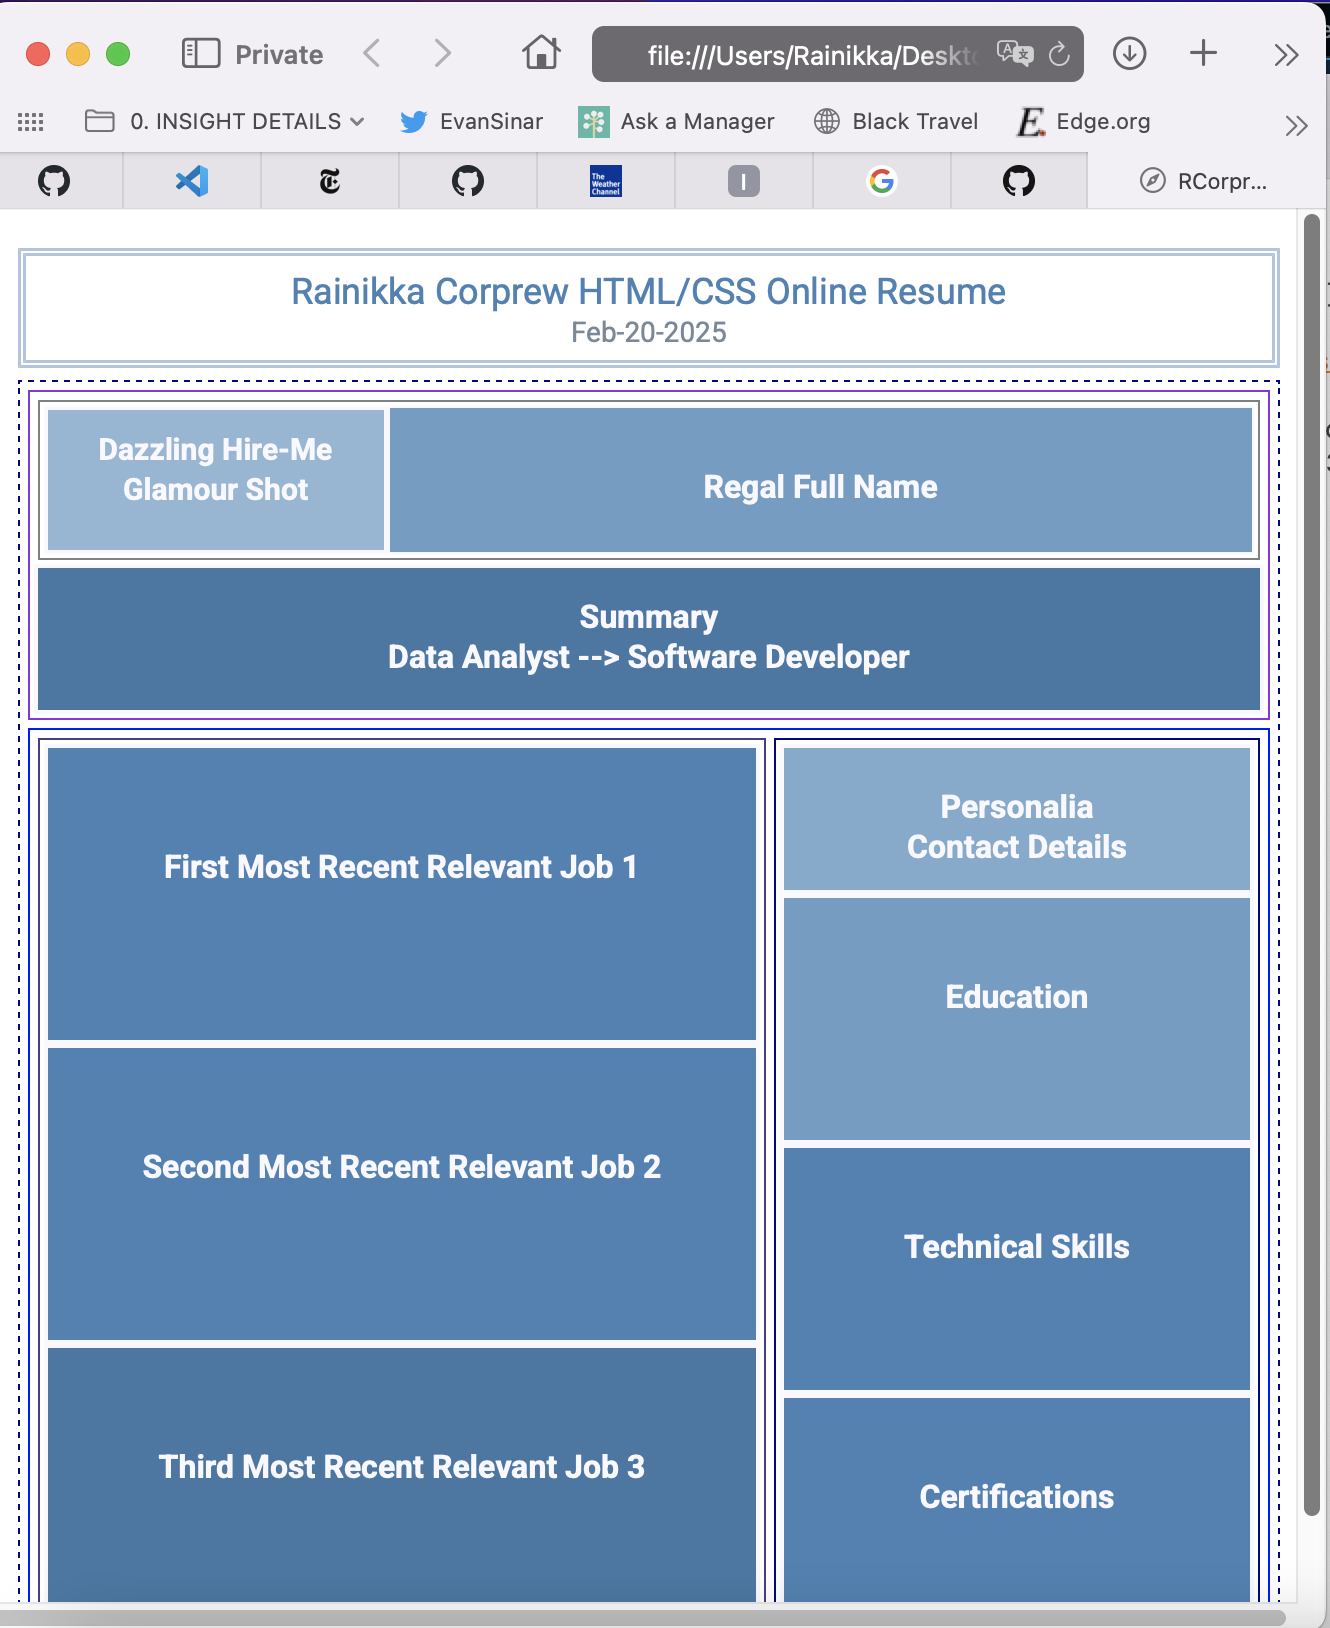 Private
file:///Users/Rainikka/Deskt
0. INSIGHT DETAILS
EvanSinar
Ask a Manager
Black Travel
E.
Edge.org
The
Weather
Channel
I
G
RCorpr...
Rainikka Corprew HTML/CSS Online Resume
Feb-20-2025
Dazzling Hire-Me
Glamour Shot
Regal Full Name
Summary
Data Analyst --> Software Developer
First Most Recent Relevant Job 1
Personalia
Contact Details
Education
Second Most Recent Relevant Job 2
Technical Skills
Third Most Recent Relevant Job 3
Certifications